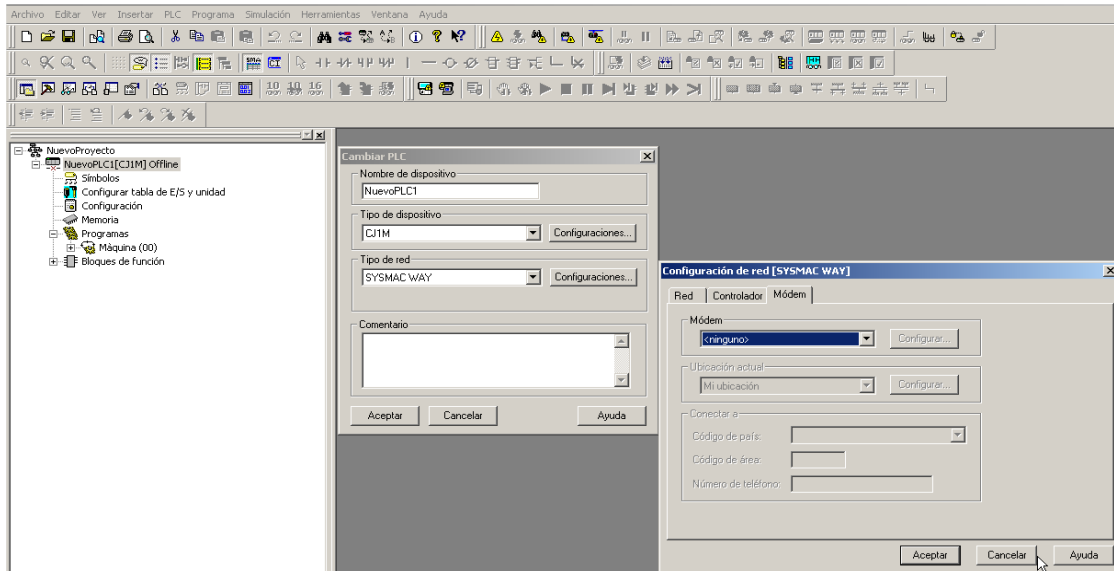 Archivo Editar Ver Insertar PLC Programa Simulación Herramientas Ventana Ayuda
10 10 16
NuevoProyecto
NuevoPLC1[CJ1M] Offline
Símbolos
Configurar tabla de E/S y unidad
Configuración
Memoria
Programas
Máquina (00)
Bloques de función
Cambiar PLC
Nombre de dispositivo
NuevoPLC1
Tipo de dispositivo
CJ1M
Configuraciones...
Tipo de red
SYSMAC WAY
Configuraciones...
Comentario
Aceptar Cancelar Ayuda
Configuración de red [SYSMAC WAY]
Red Controlador Módem
Módem
<ninguno>
Configurar...
Ubicación actual
Mi ubicación
Configurar...
Conectar a
Código de país:
Código de área:
Número de teléfono:
Aceptar Cancelar Ayuda